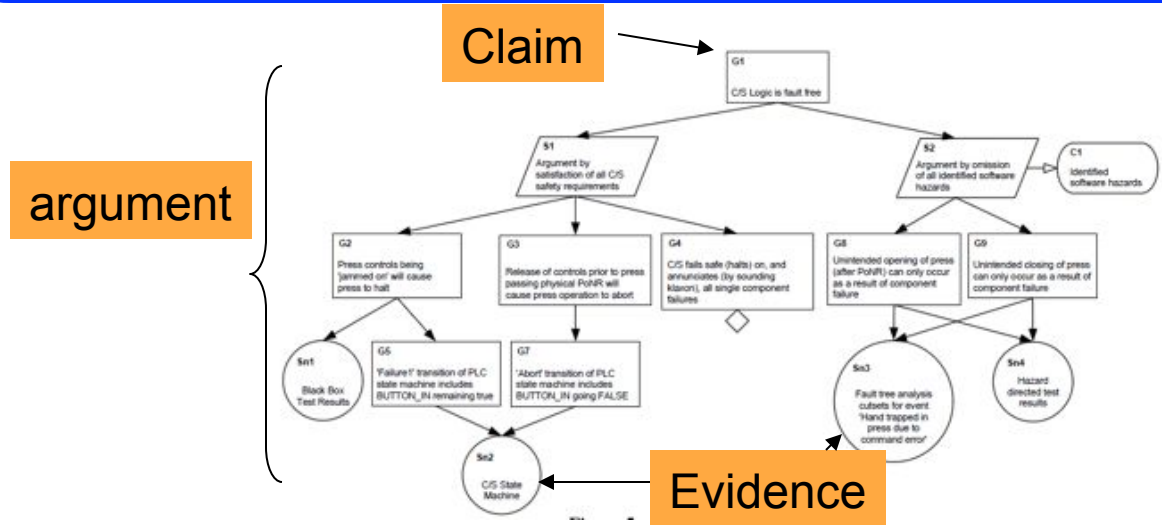 Claim
argument
G1
C/S Logic is fault free
S1
Argument by
satisfaction of all C/S
safety requirements
S2
Argument by omission
of all identified software
hazards
C1
Identified
software hazards
G2
Press controls being
'jammed on' will cause
press to halt
G3
Release of controls prior to press
passing physical PoNR will
cause press operation to abort
G4
C/S fails safe (halts) on, and
annunciates (by sounding
klaxon), all single component
failures
G8
Unintended opening of press
(after PoNR) can only occur
as a result of component
failure
G9
Unintended closing of press
can only occur as a result of
component failure
Sn1
Black Box
Test Results
G5
'Failure1' transition of PLC
state machine includes
BUTTON_IN remaining true
G7
'Abort' transition of PLC
state machine includes
BUTTON_IN going FALSE
Sn3
Fault tree analysis
cutsets for event
'Hand trapped in
press due to
command error'
Sn4
Hazard
directed test
results
Sn2
C/S State
Machine
Evidence